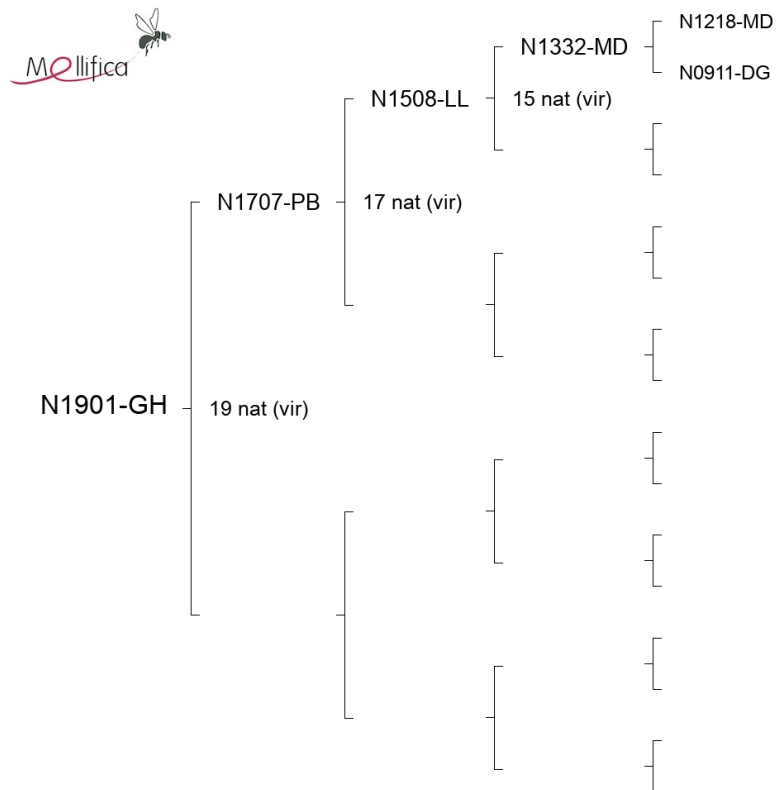 Mellifica
N1218-MD
N1332-MD
N0911-DG
N1508-LL
15 nat (vir)
N1707-PB
17 nat (vir)
N1901-GH
19 nat (vir)